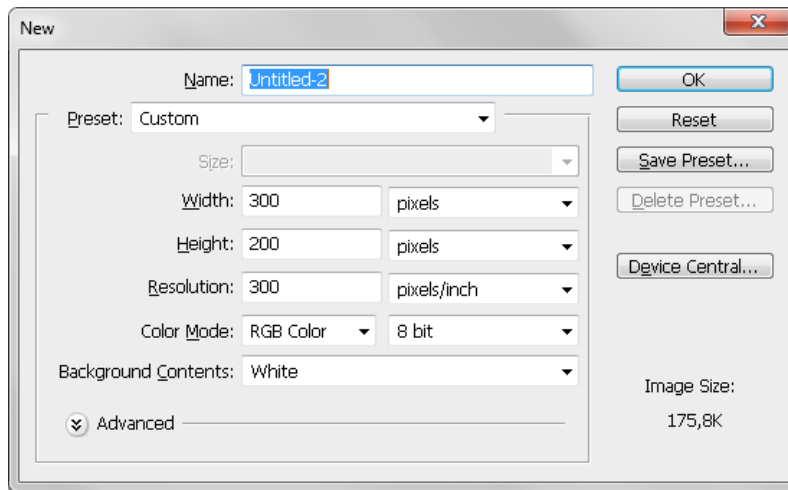 New
Name: Untitled-2
OK
Preset: Custom
Reset
Size:
Save Preset...
Width: 300 pixels
Delete Preset...
Height: 200 pixels
Device Central...
Resolution: 300 pixels/inch
Color Mode: RGB Color 8 bit
Background Contents: White
Image Size:
Advanced
175,8K